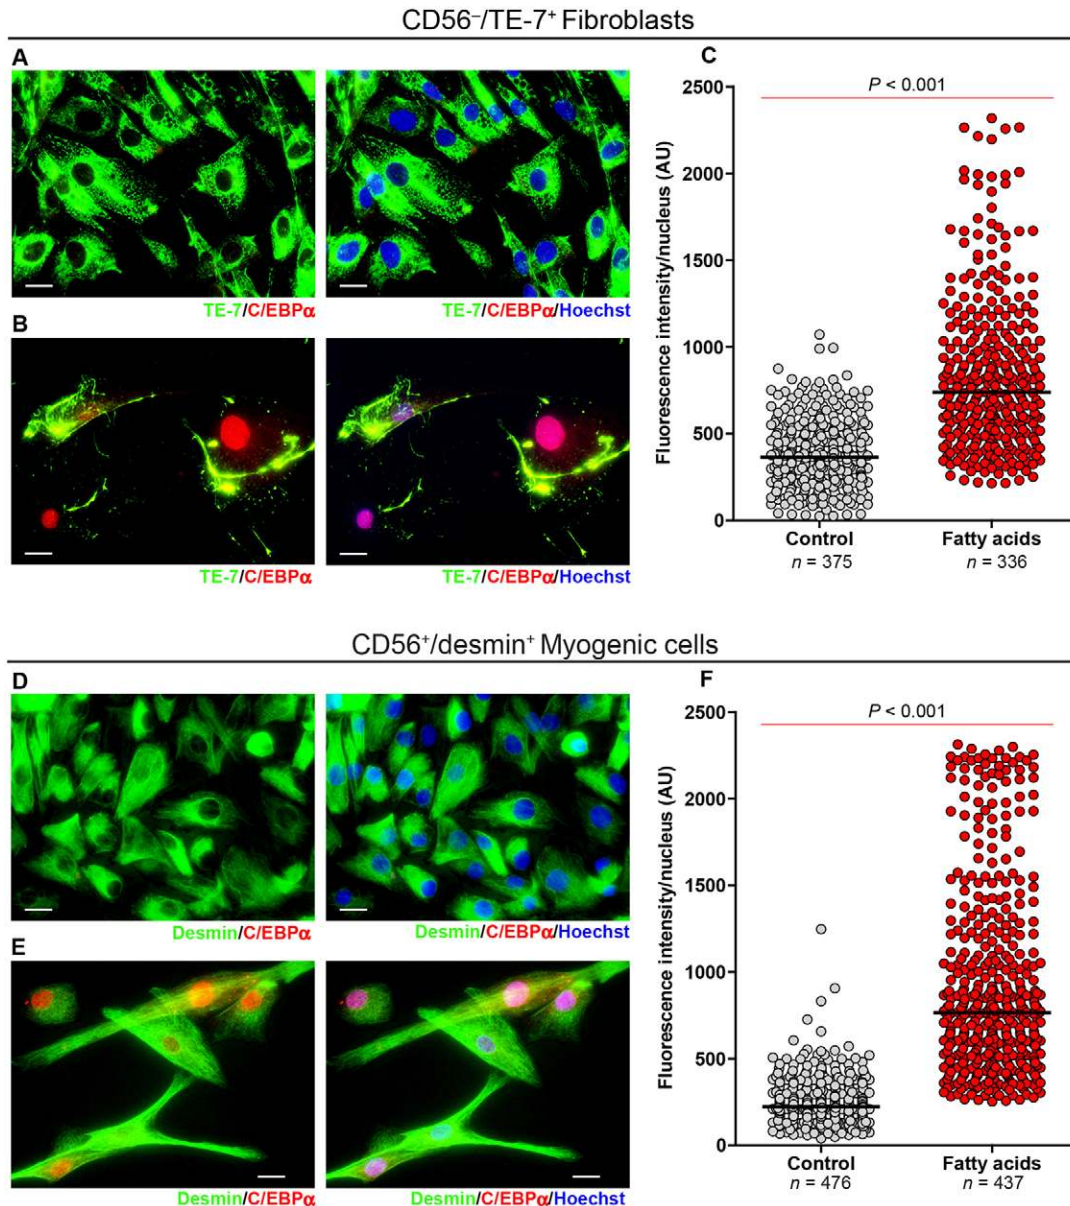 CD56⁻/TE-7⁺ Fibroblasts
A
TE-7/C/EBPα
TE-7/C/EBPα/Hoechst
B
TE-7/C/EBPα
TE-7/C/EBPα/Hoechst
C
P < 0.001
Fluorescence intensity/nucleus (AU)
2500
2000
1500
1000
500
0
Control
Fatty acids
n = 375
n = 336
CD56⁺/desmin⁺ Myogenic cells
D
Desmin/C/EBPα
Desmin/C/EBPα/Hoechst
E
Desmin/C/EBPα
Desmin/C/EBPα/Hoechst
F
P < 0.001
Fluorescence intensity/nucleus (AU)
2500
2000
1500
1000
500
0
Control
Fatty acids
n = 476
n = 437